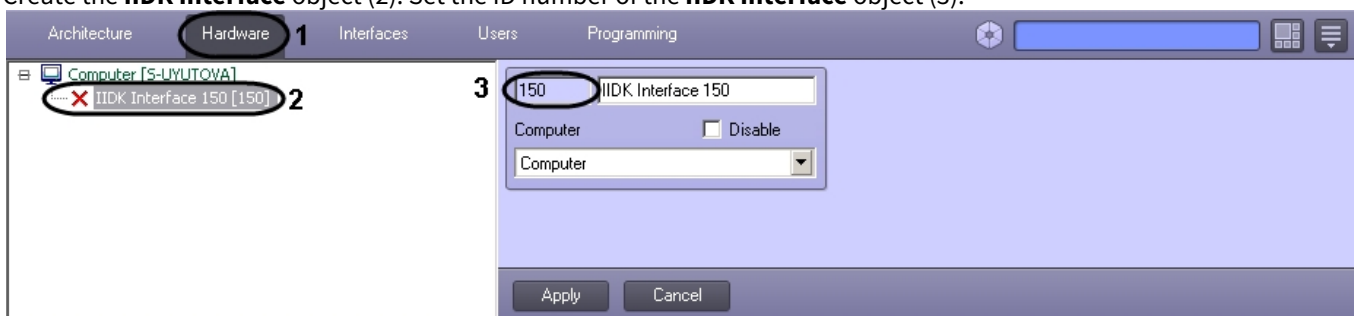 Create the IIDK Interface object (2). Set the ID number of the IIDK Interface object (3).
Architecture Hardware 1 Interfaces Users Programming
Computer [S-UYUTOVA]
IIDK Interface 150 [150] 2
3 150 IIDK Interface 150
Computer Disable
Computer
Apply Cancel